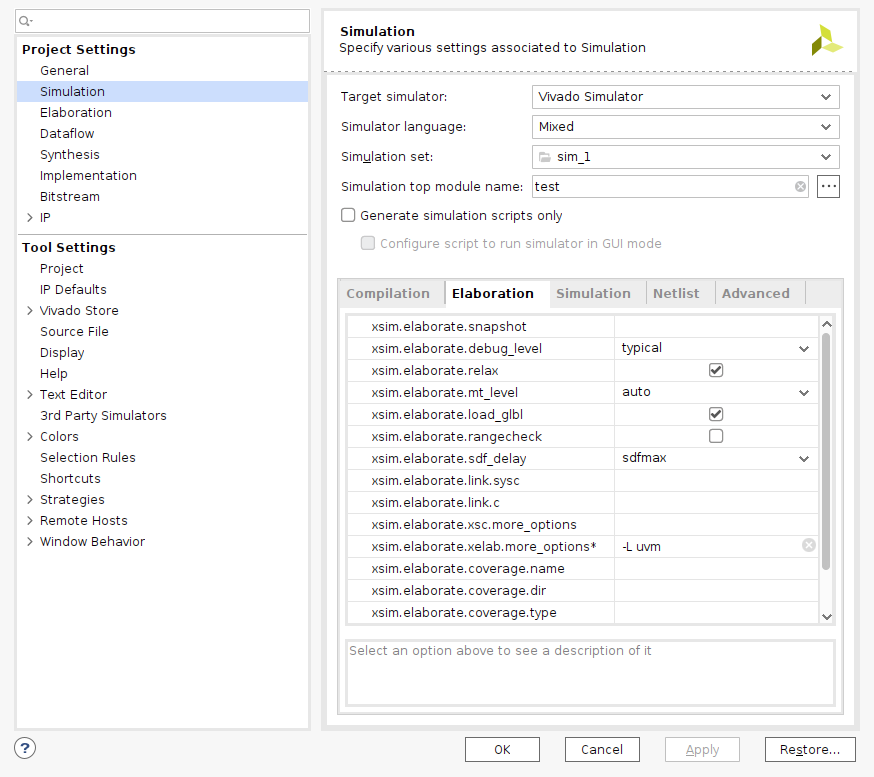 Project Settings
General
Simulation
Elaboration
Dataflow
Synthesis
Implementation
Bitstream
IP
Tool Settings
Project
IP Defaults
Vivado Store
Source File
Display
Help
Text Editor
3rd Party Simulators
Colors
Selection Rules
Shortcuts
Strategies
Remote Hosts
Window Behavior
Simulation
Specify various settings associated to Simulation
Target simulator: Vivado Simulator
Simulator language: Mixed
Simulation set: sim_1
Simulation top module name: test ...
Generate simulation scripts only
Configure script to run simulator in GUI mode
Compilation Elaboration Simulation Netlist Advanced
xsim.elaborate.snapshot
xsim.elaborate.debug_level typical
xsim.elaborate.relax
xsim.elaborate.mt_level auto
xsim.elaborate.load_glbl
xsim.elaborate.rangecheck
xsim.elaborate.sdf_delay sdfmax
xsim.elaborate.link.sysc
xsim.elaborate.link.c
xsim.elaborate.xsc.more_options
xsim.elaborate.xelab.more_options* -L uvm
xsim.elaborate.coverage.name
xsim.elaborate.coverage.dir
xsim.elaborate.coverage.type
Select an option above to see a description of it
? OK Cancel Apply Restore...